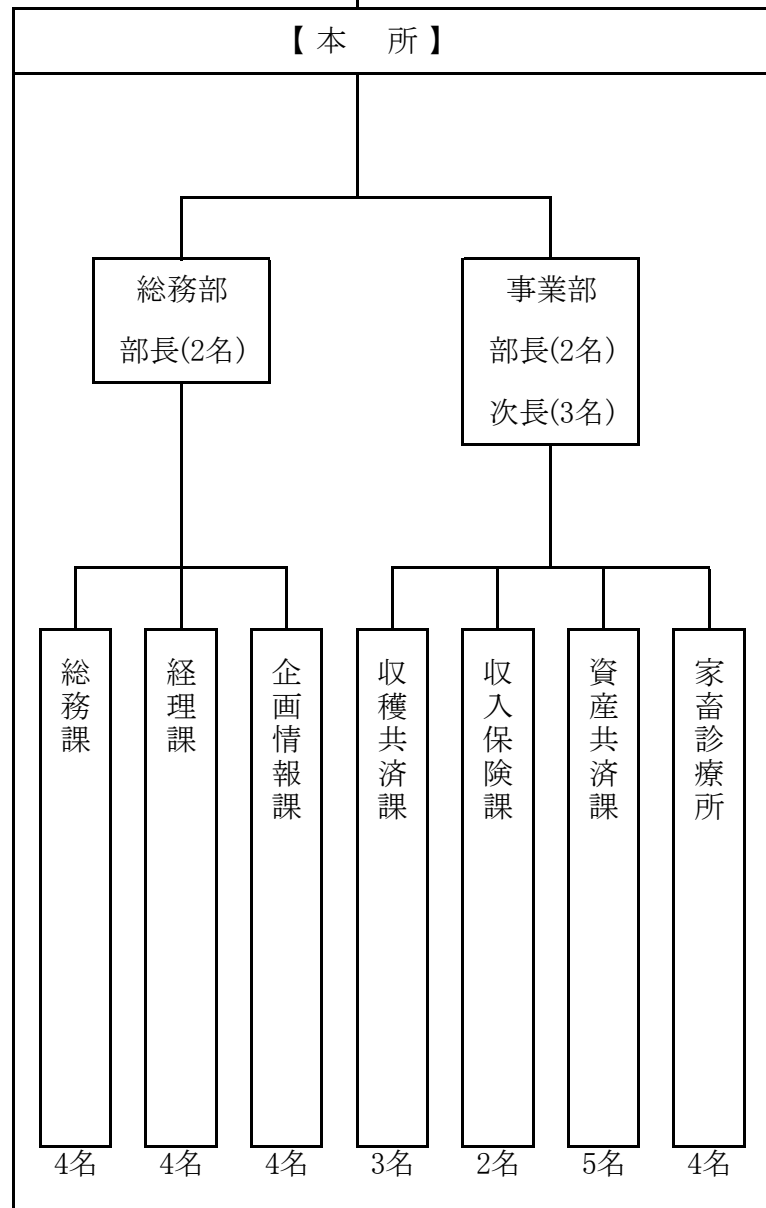 【 本　所 】
総務部
部長(2名)
事業部
部長(2名)
次長(3名)
総務課
経理課
企画情報課
収穫共済課
収入保険課
資産共済課
家畜診療所
4名
4名
4名
3名
2名
5名
4名